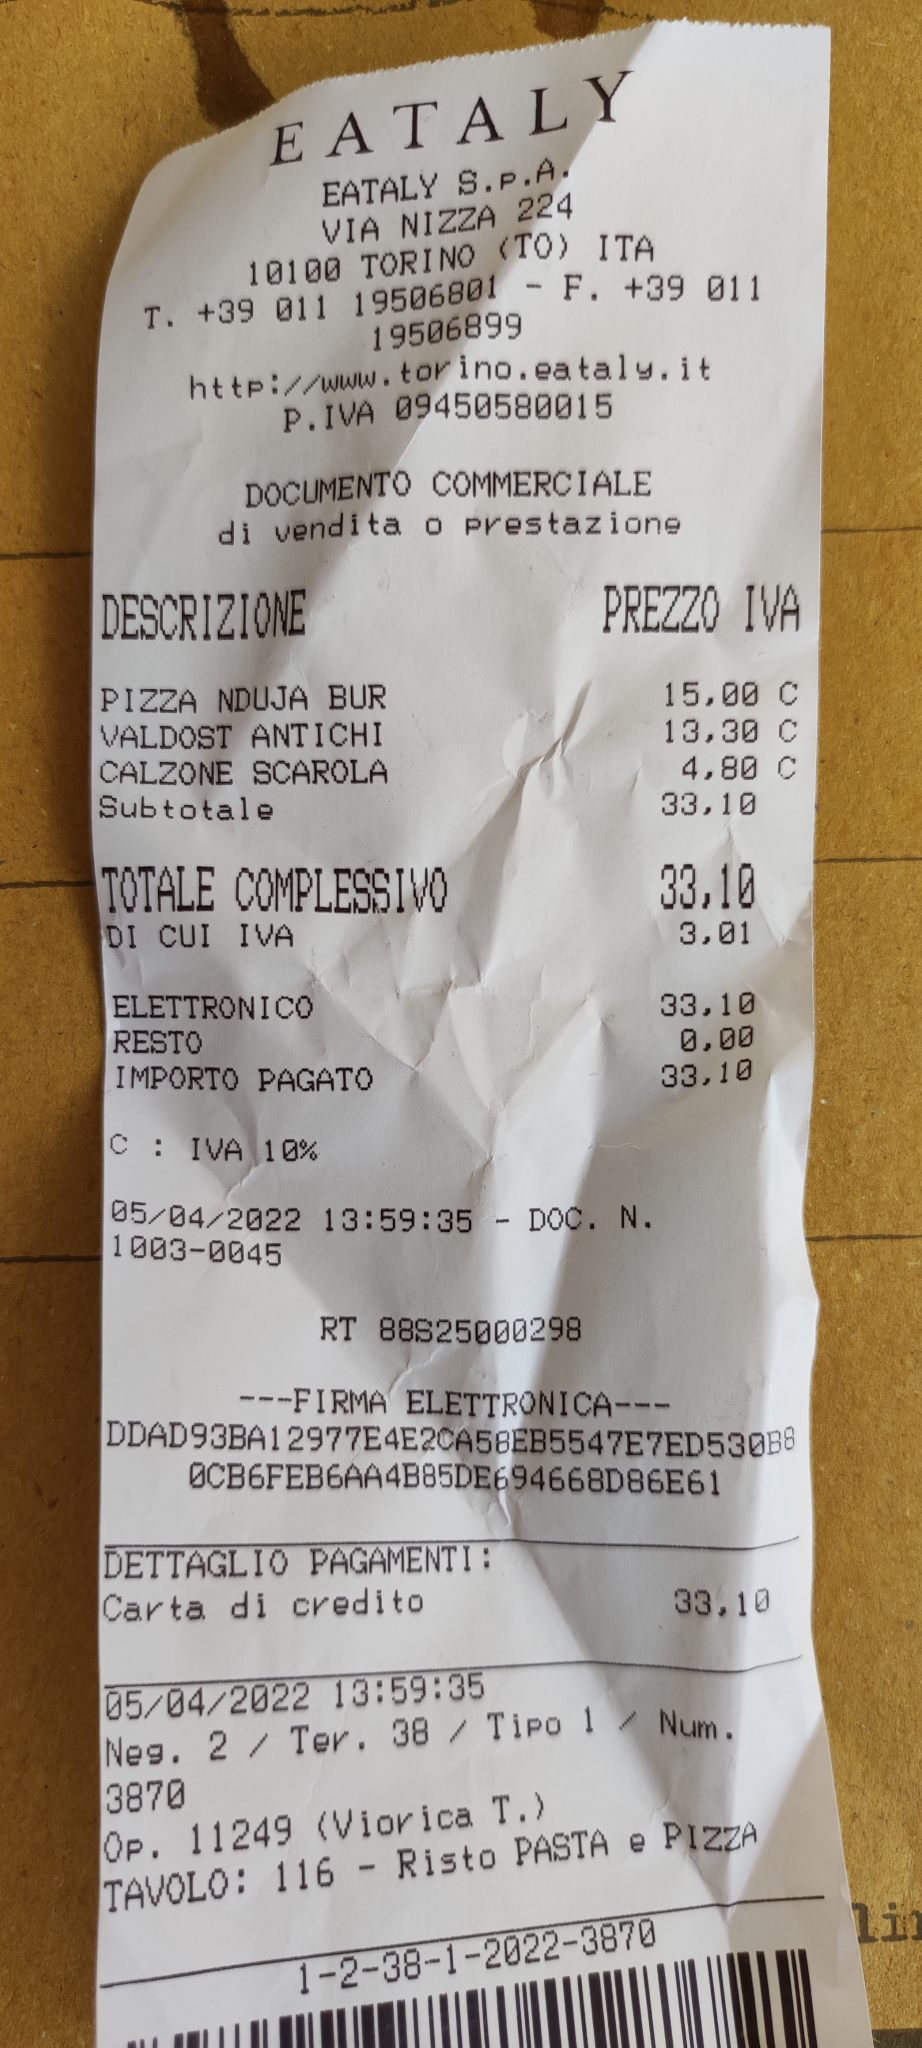 EATALY
EATALY S.p.A.
VIA NIZZA 224
10100 TORINO (TO) ITA
T. +39 011 19506801 - F. +39 011
19506899
http://www.torino.eataly.it
P.IVA 09450580015
DOCUMENTO COMMERCIALE
di vendita o prestazione
DESCRIZIONE PREZZO IVA
PIZZA NDUJA BUR 15,00 C
VALDOST ANTICHI 13,30 C
CALZONE SCAROLA 4,80 C
Subtotale 33,10
TOTALE COMPLESSIVO 33,10
DI CUI IVA 3,01
ELETTRONICO 33,10
RESTO 0,00
IMPORTO PAGATO 33,10
C : IVA 10%
05/04/2022 13:59:35 - DOC. N.
1003-0045
RT 88S25000298
---FIRMA ELETTRONICA---
DDAD93BA12977E4E2CA58EB5547E7ED530B8
0CB6FEB6AA4B85DE694668D86E61
DETTAGLIO PAGAMENTI:
Carta di credito 33,10
05/04/2022 13:59:35
Neg. 2 / Ter. 38 / Tipo 1 / Num.
3870
Op. 11249 (Viorica T.)
TAVOLO: 116 - Risto PASTA e PIZZA
1-2-38-1-2022-3870